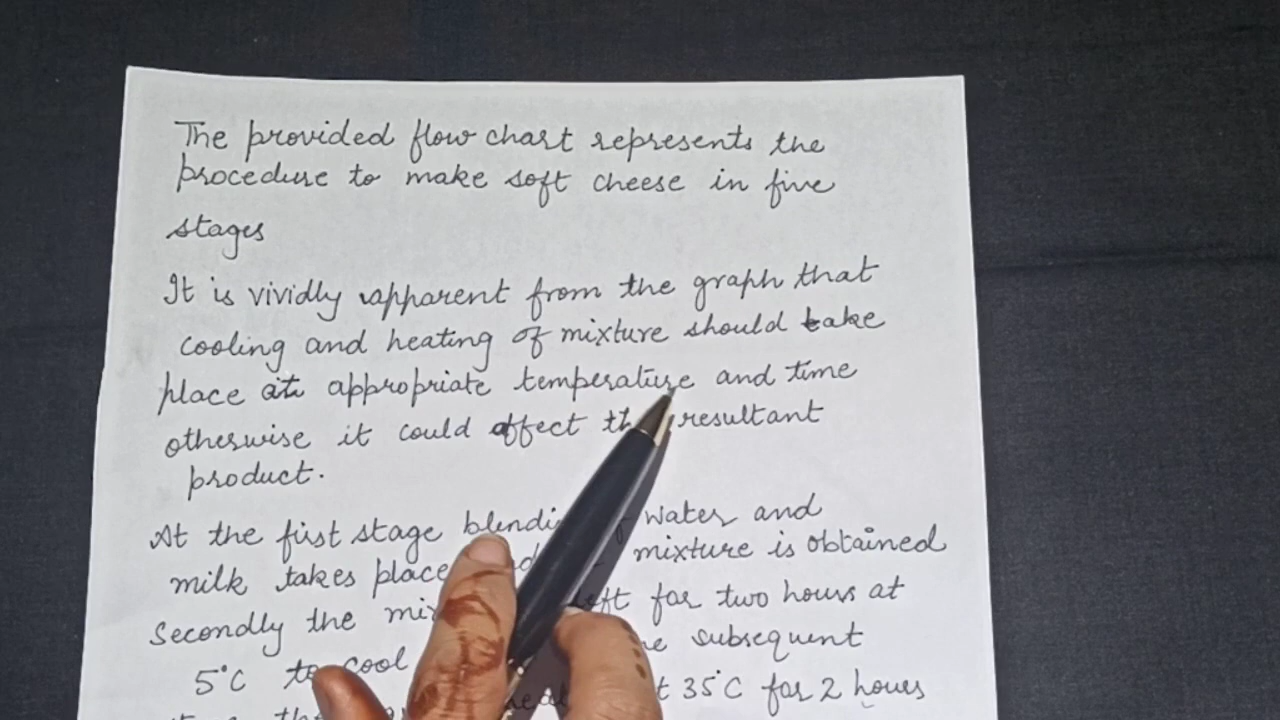 The provided flow chart represents the
procedure to make soft cheese in five
stages
It is vividly apparent from the graph that
cooling and heating of mixture should take
place at appropriate temperature and time
otherwise it could affect resultant
product.
At the first stage water and
milk takes place mixture is obtained
Secondly the left for two hours at
5°C to cool subsequent
35°C for 2 hours